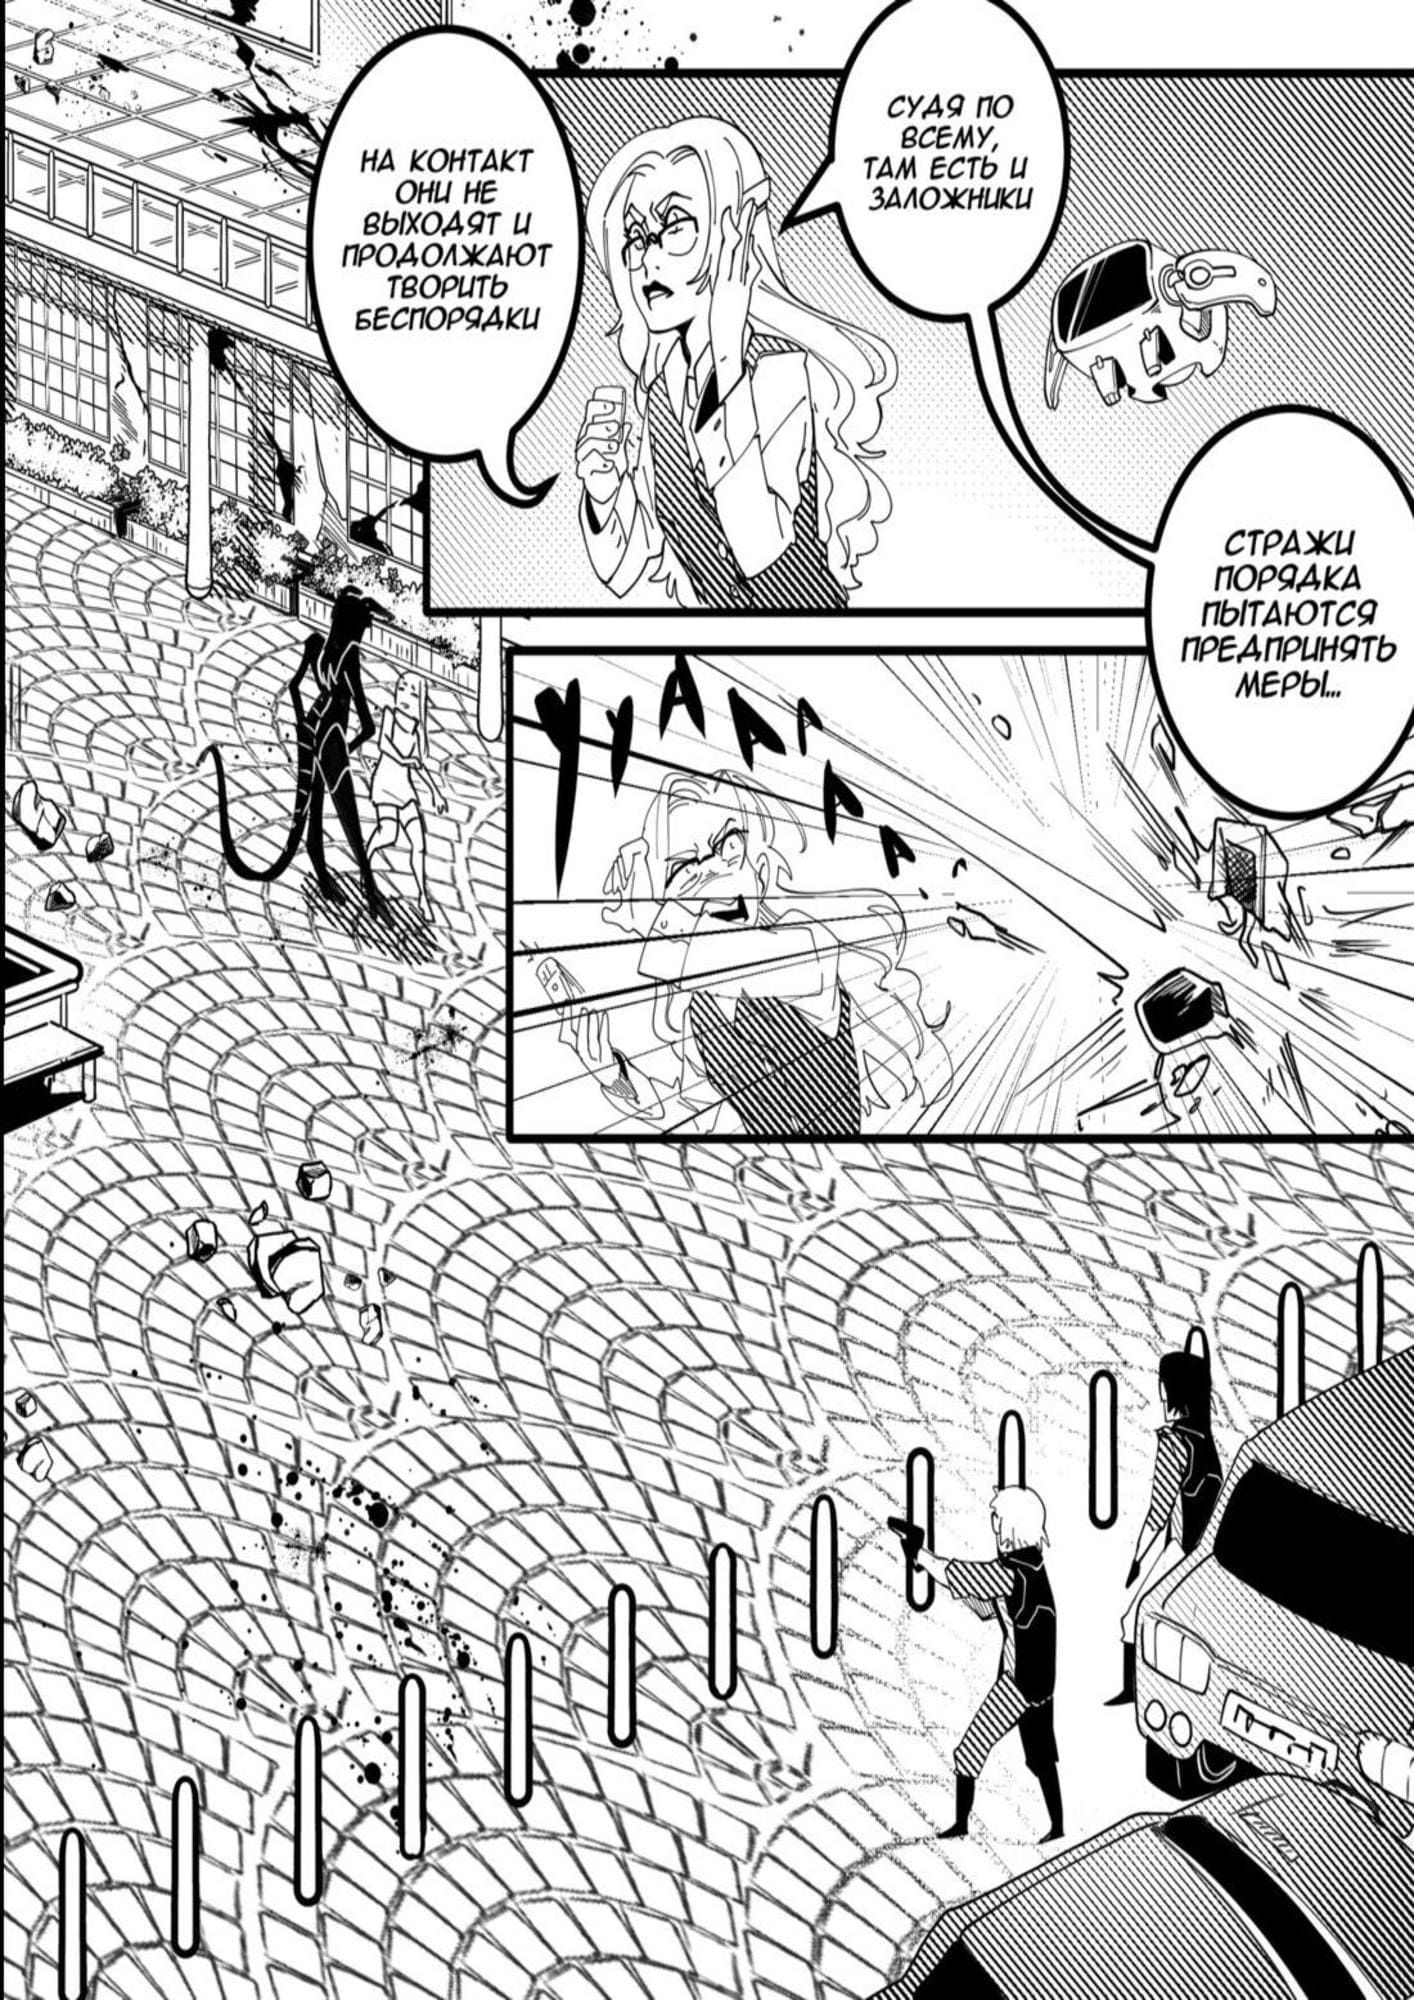 НА КОНТАКТ
ОНИ НЕ
ВЫХОДЯТ И
ПРОДОЛЖАЮТ
ТВОРИТЬ
БЕСПОРЯДКИ
СУДЯ ПО
ВСЕМУ,
ТАМ ЕСТЬ И
ЗАЛОЖНИКИ
СТРАЖИ
ПОРЯДКА
ПЫТАЮТСЯ
ПРЕДПРИНЯТЬ
МЕРЫ...
УУАААААА